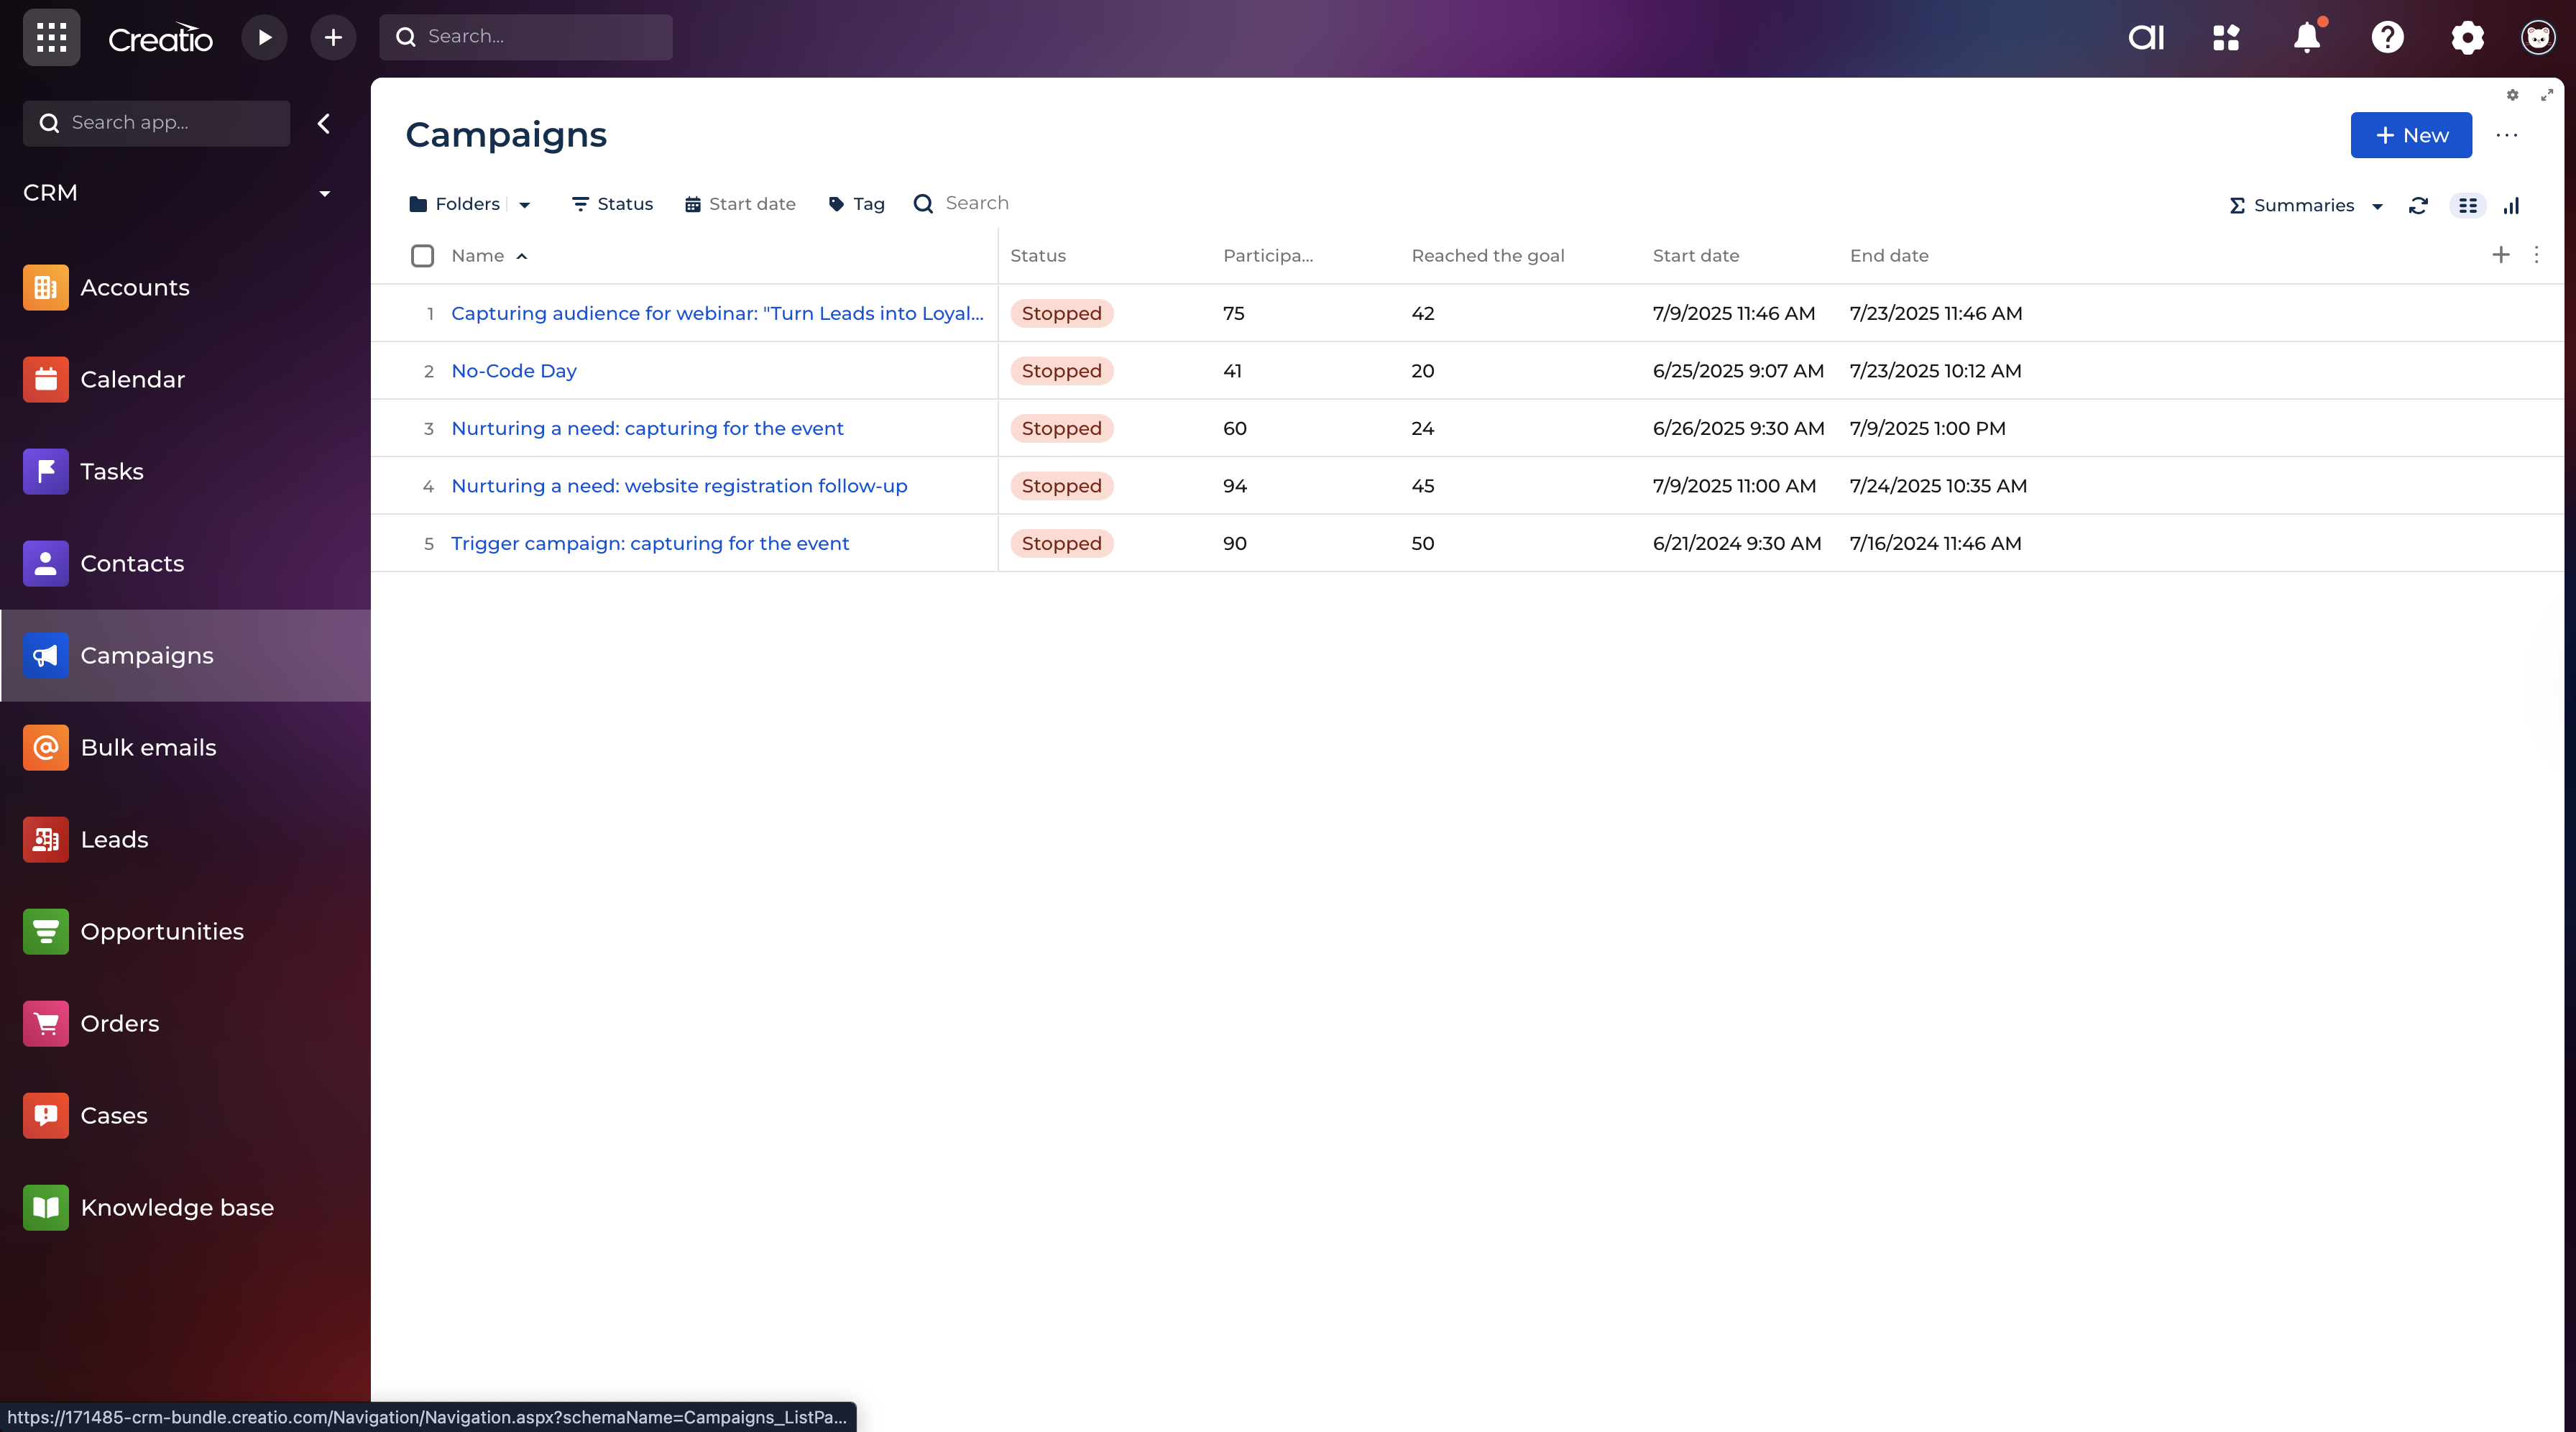 Creatio
Search...
al
Search app...
CRM
Accounts
Calendar
Tasks
Contacts
Campaigns
Bulk emails
Leads
Opportunities
Orders
Cases
Knowledge base
Campaigns
New
Folders Status Start date Tag Search
Summaries
Name Status Participa... Reached the goal Start date End date
1 Capturing audience for webinar: "Turn Leads into Loyal... Stopped 75 42 7/9/2025 11:46 AM 7/23/2025 11:46 AM
2 No-Code Day Stopped 41 20 6/25/2025 9:07 AM 7/23/2025 10:12 AM
3 Nurturing a need: capturing for the event Stopped 60 24 6/26/2025 9:30 AM 7/9/2025 1:00 PM
4 Nurturing a need: website registration follow-up Stopped 94 45 7/9/2025 11:00 AM 7/24/2025 10:35 AM
5 Trigger campaign: capturing for the event Stopped 90 50 6/21/2024 9:30 AM 7/16/2024 11:46 AM
https://171485-crm-bundle.creatio.com/Navigation/Navigation.aspx?schemaName=Campaigns_ListPa...